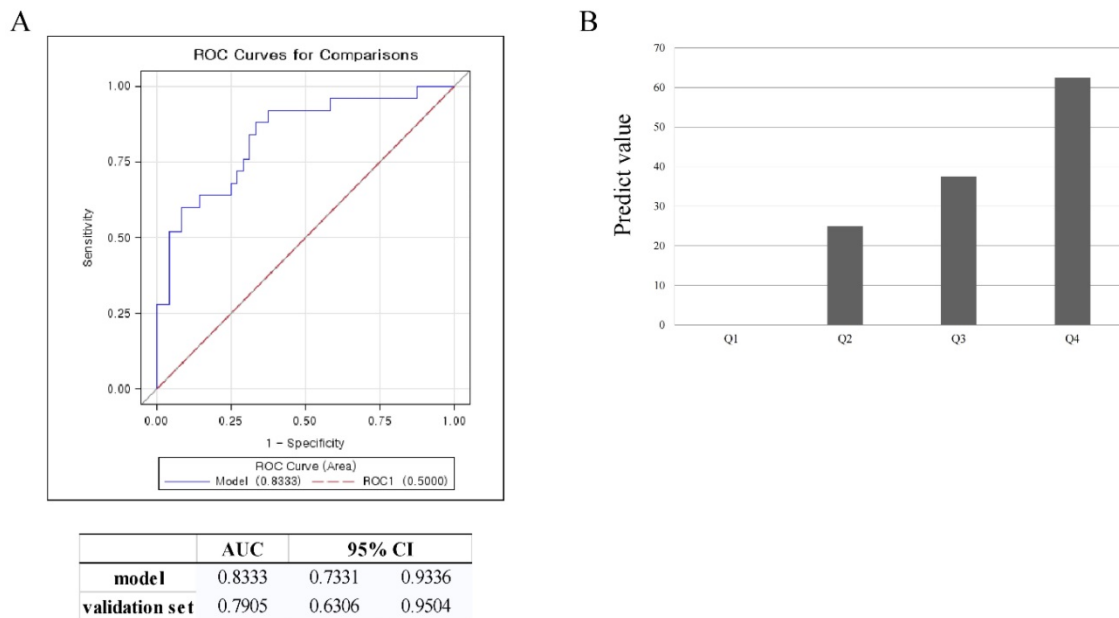 A
ROC Curves for Comparisons
1.00
0.75
0.50
0.25
0.00
Sensitivity
0.00 0.25 0.50 0.75 1.00
1 - Specificity
ROC Curve (Area)
Model (0.8333) ROC1 (0.5000)
AUC 95% CI
model 0.8333 0.7331 0.9336
validation set 0.7905 0.6306 0.9504
B
70
60
50
40
30
20
10
0
Predict value
Q1 Q2 Q3 Q4